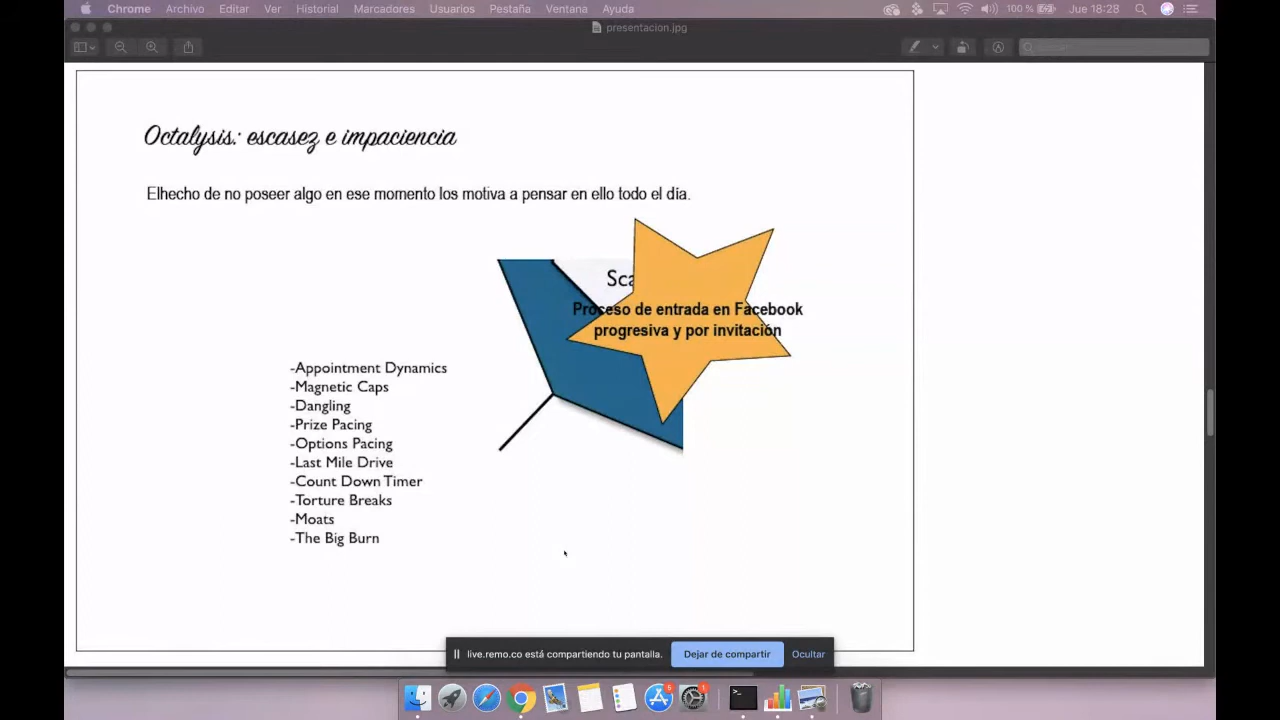 Chrome Archivo Editar Ver Historial Marcadores Usuarios Pestaña Ventana Ayuda 100 % Jue 18:28
presentacion.jpg
Octalysis: escasez e impaciencia
Elhecho de no poseer algo en ese momento los motiva a pensar en ello todo el día.
Sca
Proceso de entrada en Facebook
progresiva y por invitación
-Appointment Dynamics
-Magnetic Caps
-Dangling
-Prize Pacing
-Options Pacing
-Last Mile Drive
-Count Down Timer
-Torture Breaks
-Moats
-The Big Burn
live.remo.co está compartiendo tu pantalla. Dejar de compartir Ocultar
5
1